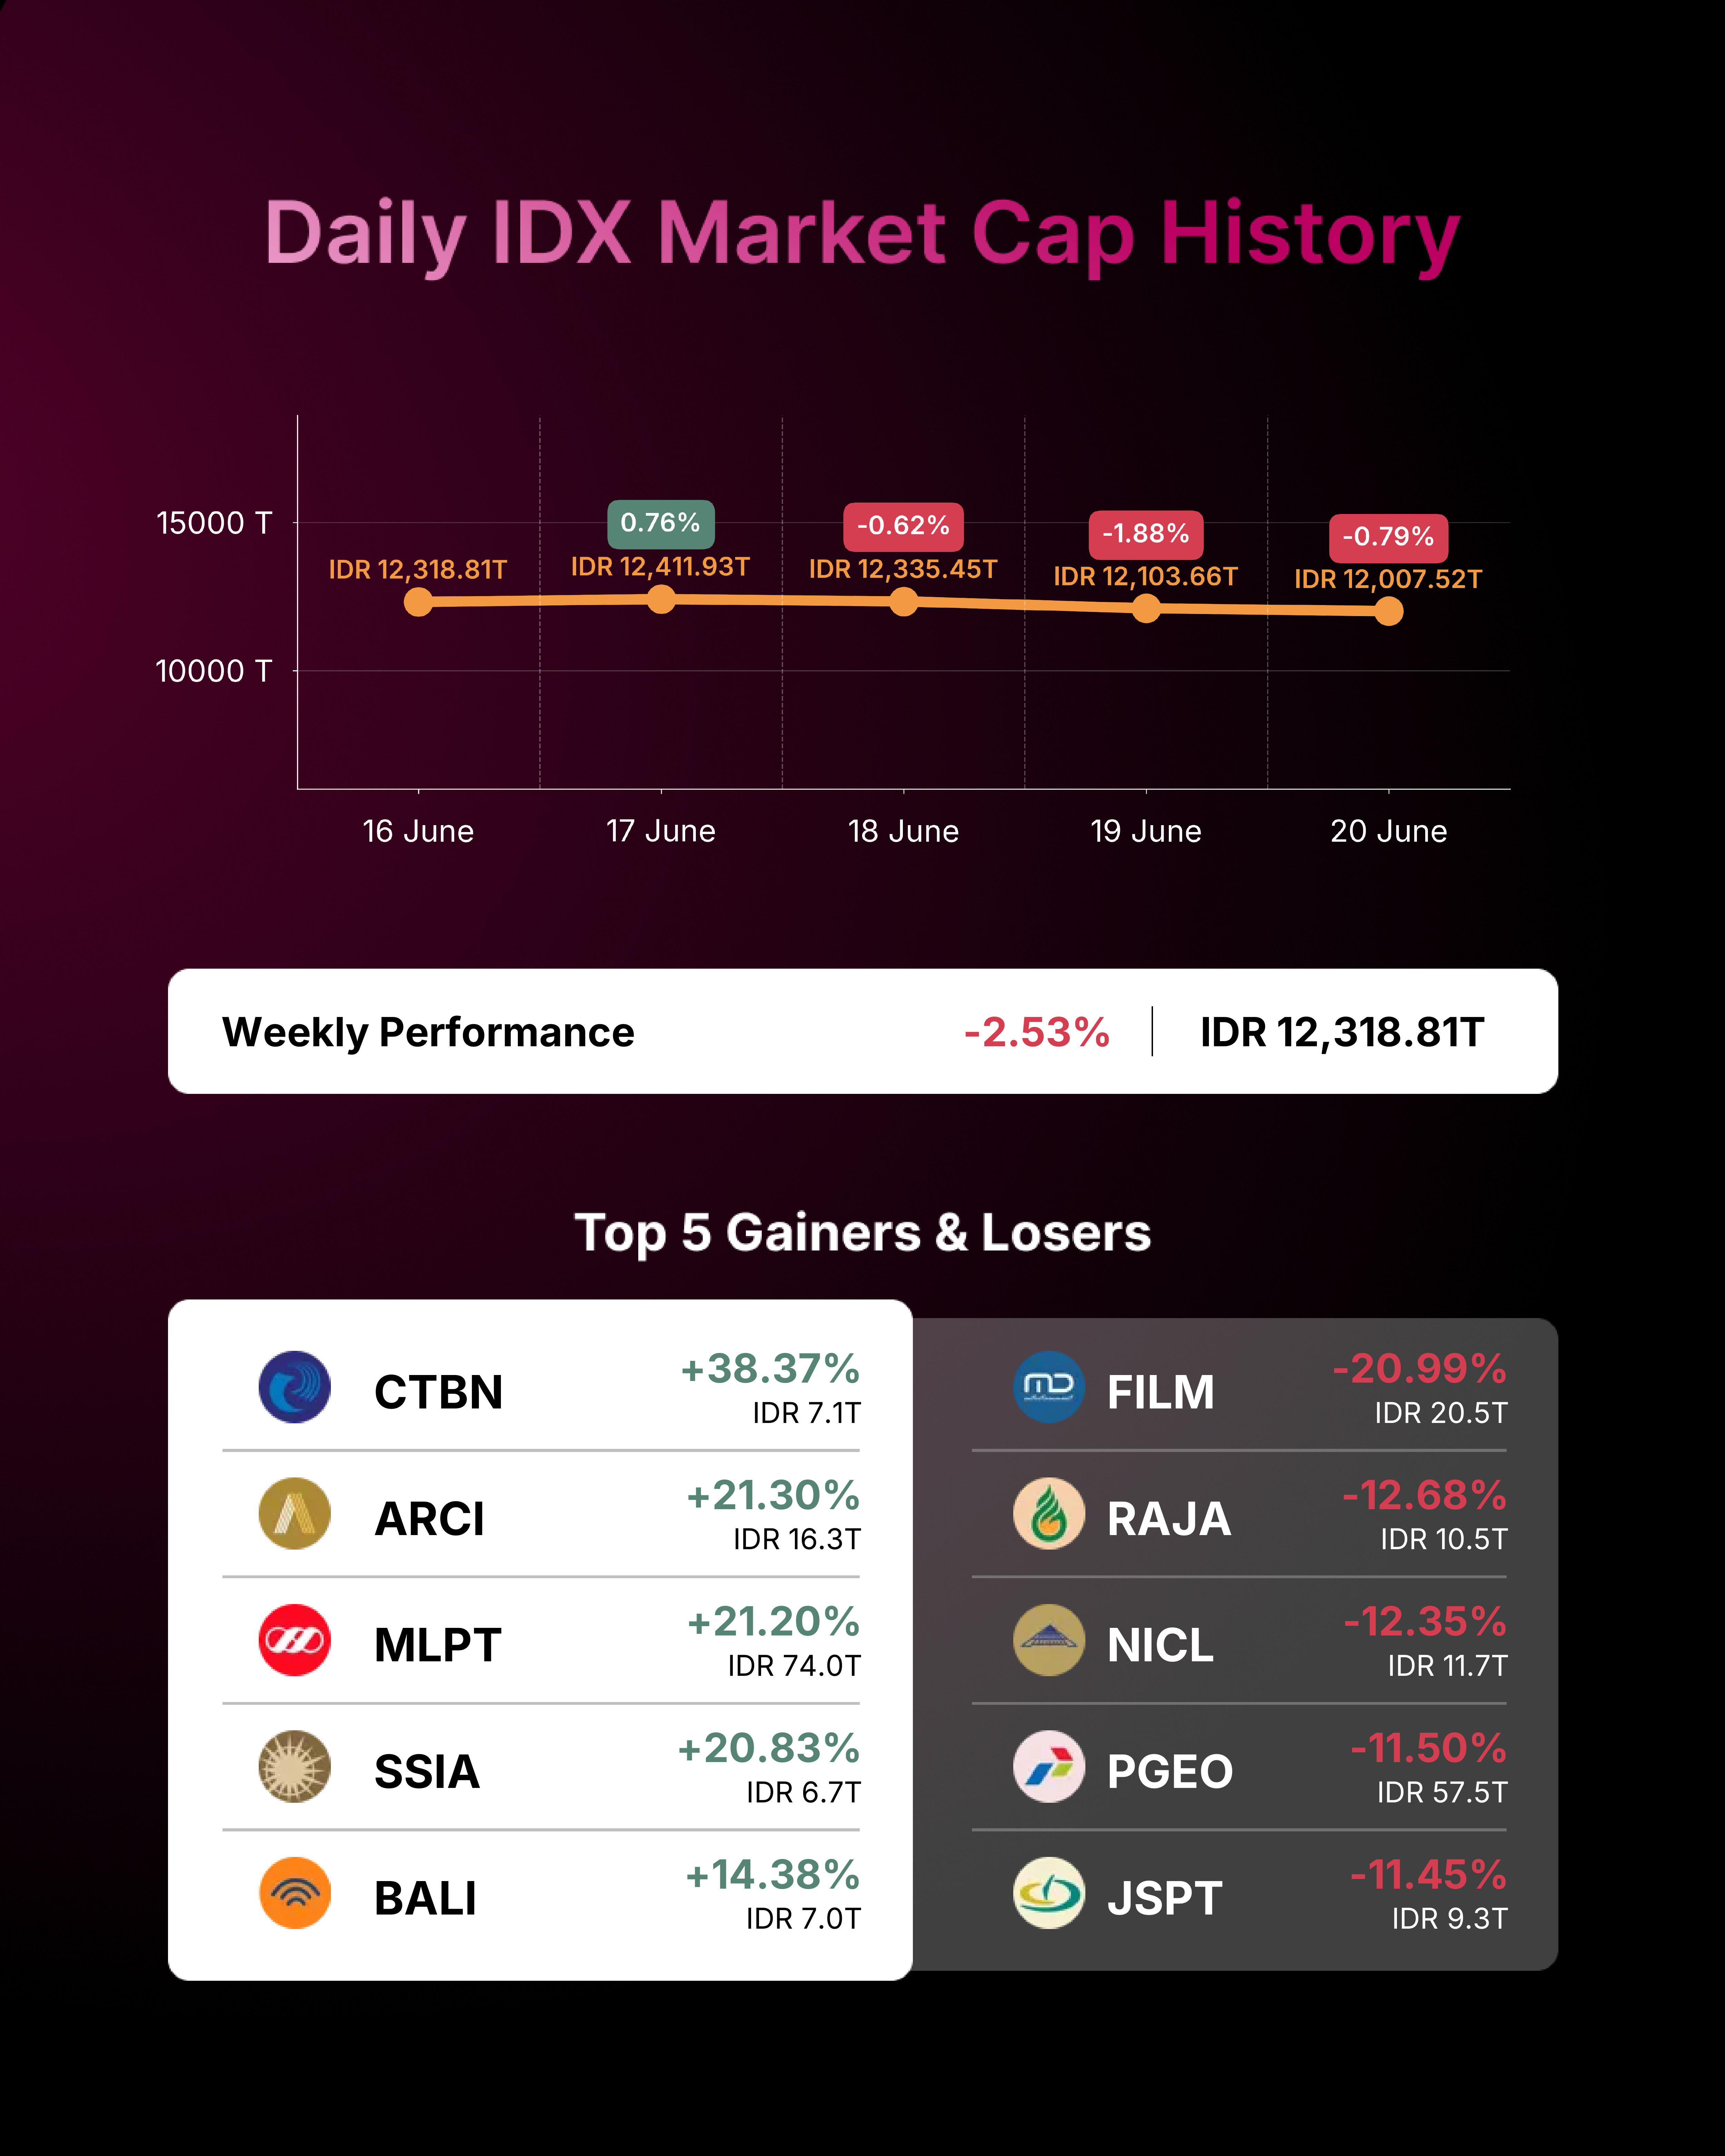 Daily IDX Market Cap History
15000 T
10000 T
0.76%
-0.62%
-1.88%
-0.79%
IDR 12,318.81T
IDR 12,411.93T
IDR 12,335.45T
IDR 12,103.66T
IDR 12,007.52T
16 June
17 June
18 June
19 June
20 June
Weekly Performance -2.53% IDR 12,318.81T
Top 5 Gainers & Losers
CTBN +38.37%
IDR 7.1T
ARCI +21.30%
IDR 16.3T
MLPT +21.20%
IDR 74.0T
SSIA +20.83%
IDR 6.7T
BALI +14.38%
IDR 7.0T
FILM -20.99%
IDR 20.5T
RAJA -12.68%
IDR 10.5T
NICL -12.35%
IDR 11.7T
PGEO -11.50%
IDR 57.5T
JSPT -11.45%
IDR 9.3T